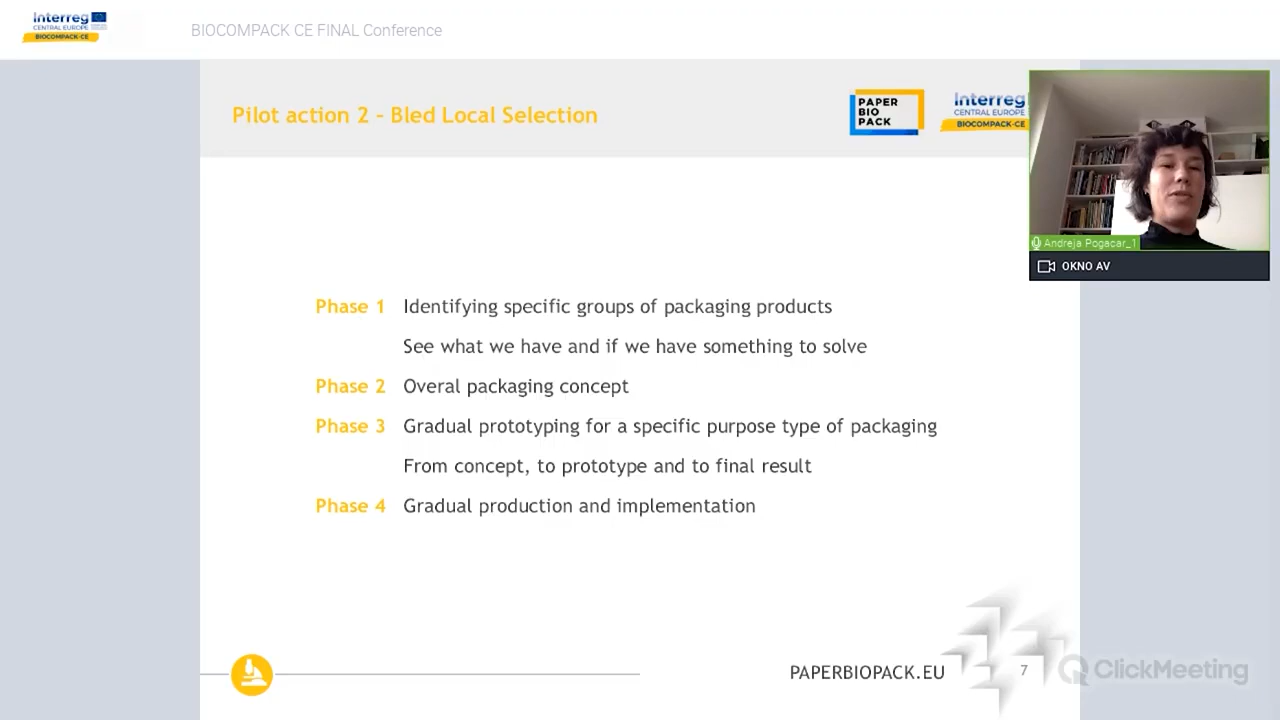 Interreg
CENTRAL EUROPE
BIOCOMPACK-CE
BIOCOMPACK CE FINAL Conference
Pilot action 2 - Bled Local Selection
PAPER
BIO
PACK
Interreg
CENTRAL EUROPE
BIOCOMPACK-CE
Andreja Pogacar_1
OKNO AV
Phase 1 Identifying specific groups of packaging products
See what we have and if we have something to solve
Phase 2 Overal packaging concept
Phase 3 Gradual prototyping for a specific purpose type of packaging
From concept, to prototype and to final result
Phase 4 Gradual production and implementation
PAPERBIOPACK.EU
7
ClickMeeting